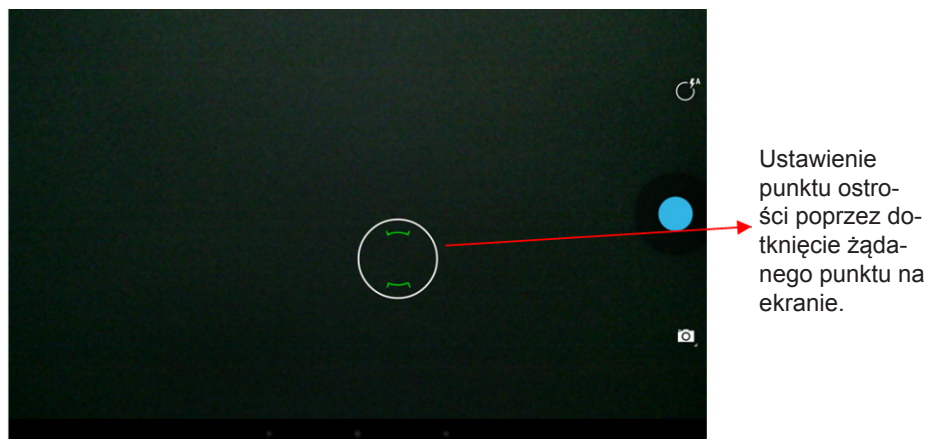 Ustawienie
punktu ostro-
ści poprzez do-
tknięcie żąda-
nego punktu na
ekranie.